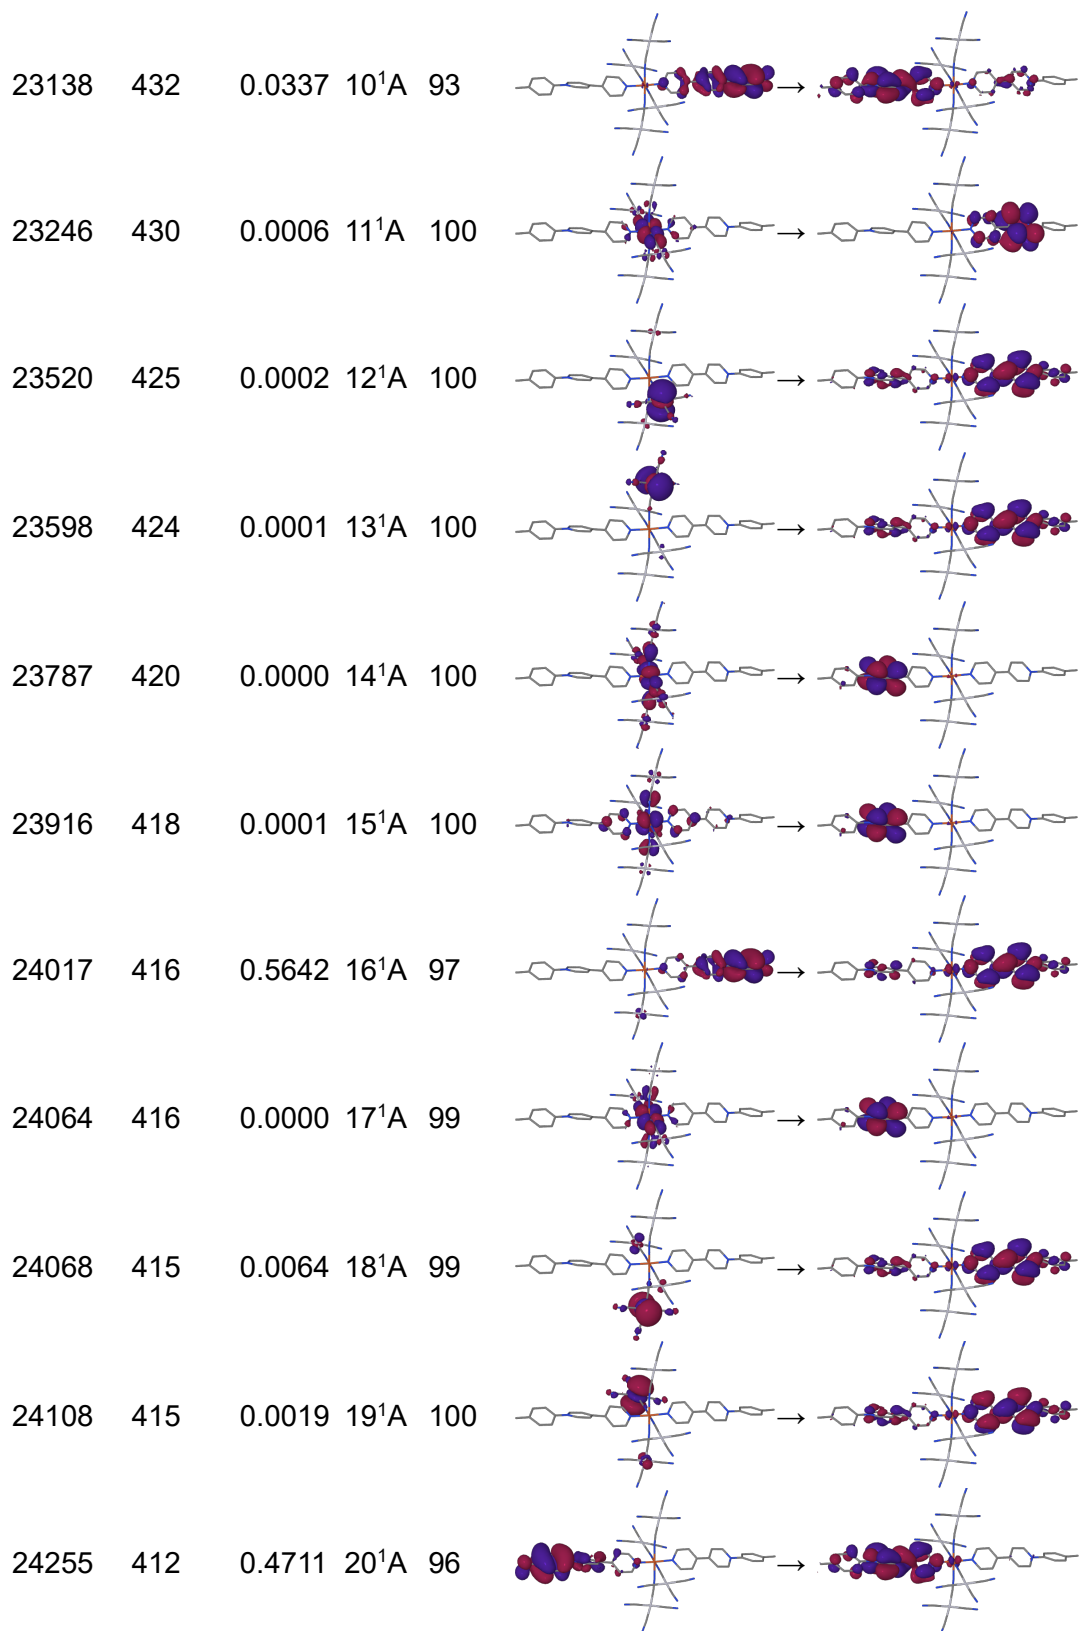 23138 432 0.0337 10¹A 93 →
23246 430 0.0006 11¹A 100 →
23520 425 0.0002 12¹A 100 →
23598 424 0.0001 13¹A 100 →
23787 420 0.0000 14¹A 100 →
23916 418 0.0001 15¹A 100 →
24017 416 0.5642 16¹A 97 →
24064 416 0.0000 17¹A 99 →
24068 415 0.0064 18¹A 99 →
24108 415 0.0019 19¹A 100 →
24255 412 0.4711 20¹A 96 →